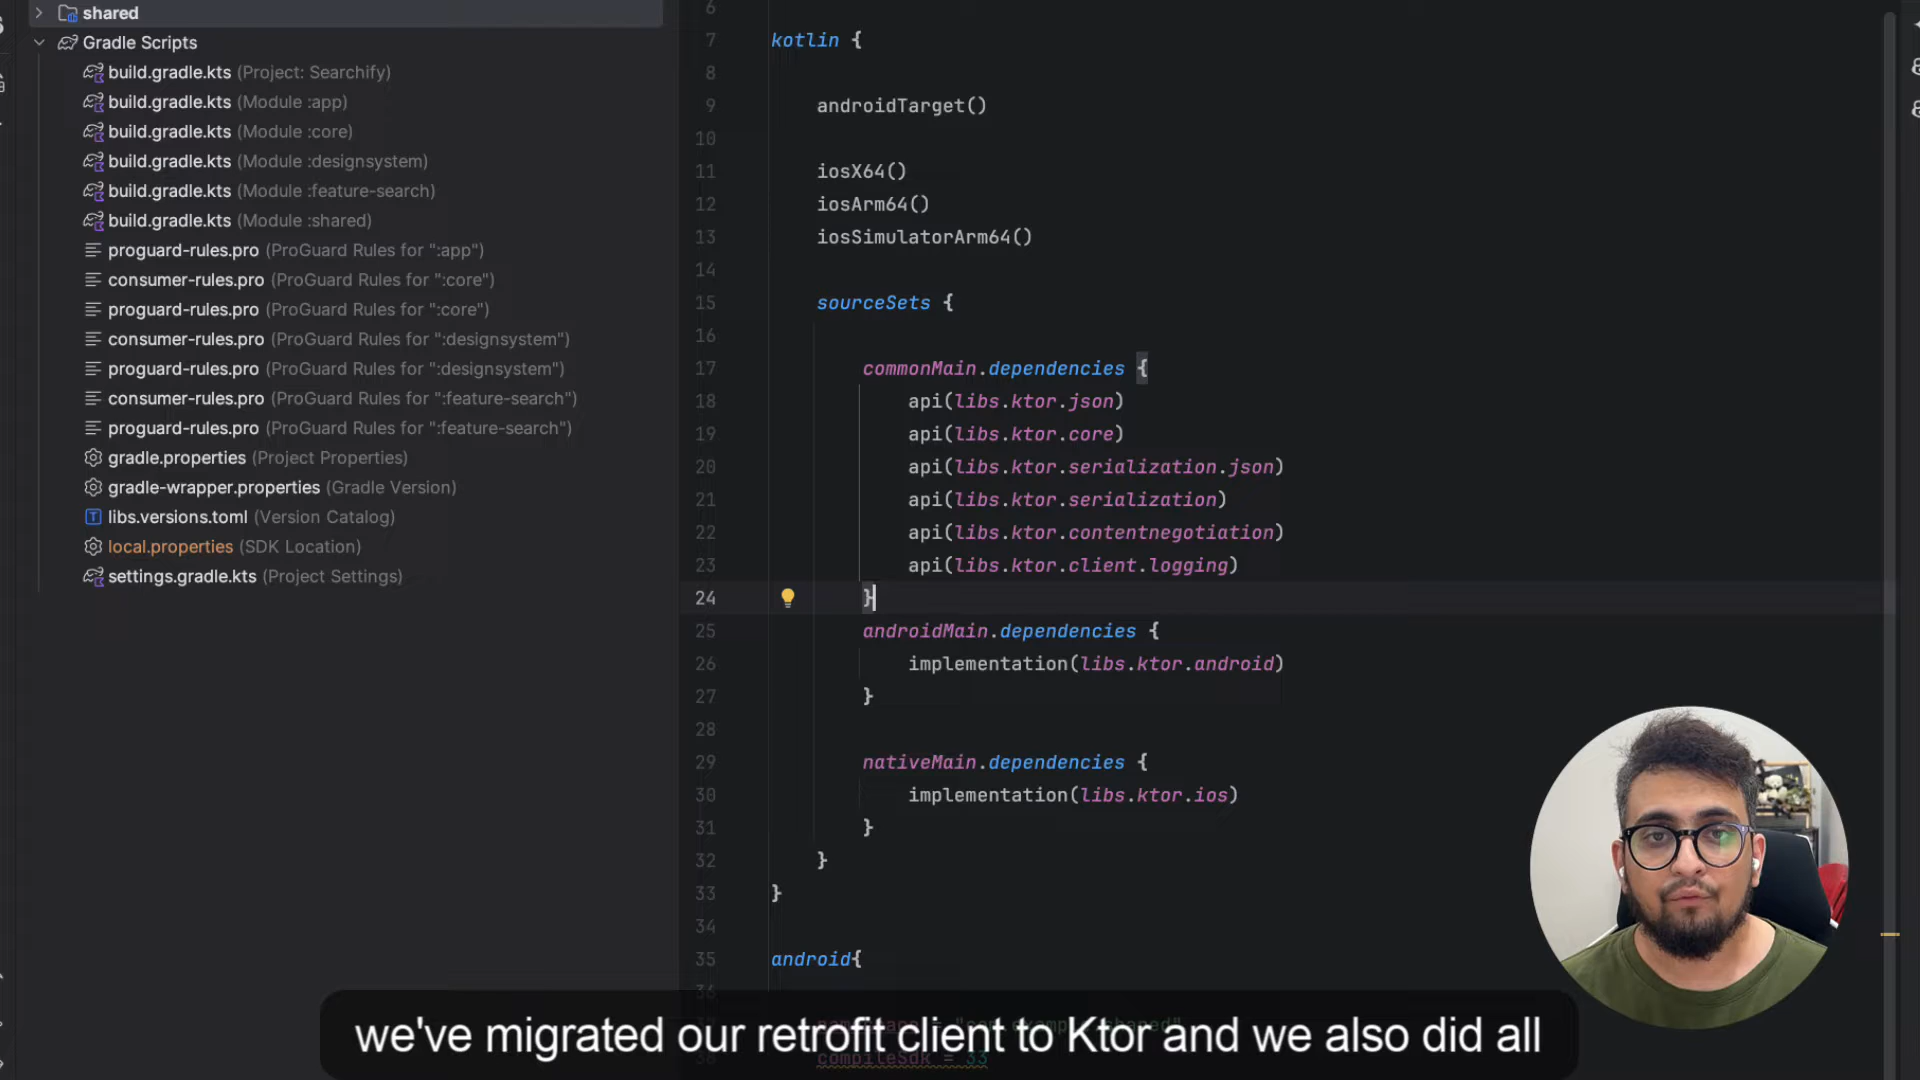 shared
Gradle Scripts
build.gradle.kts (Project: Searchify)
build.gradle.kts (Module :app)
build.gradle.kts (Module :core)
build.gradle.kts (Module :designsystem)
build.gradle.kts (Module :feature-search)
build.gradle.kts (Module :shared)
proguard-rules.pro (ProGuard Rules for ":app")
consumer-rules.pro (ProGuard Rules for ":core")
proguard-rules.pro (ProGuard Rules for ":core")
consumer-rules.pro (ProGuard Rules for ":designsystem")
proguard-rules.pro (ProGuard Rules for ":designsystem")
consumer-rules.pro (ProGuard Rules for ":feature-search")
proguard-rules.pro (ProGuard Rules for ":feature-search")
gradle.properties (Project Properties)
gradle-wrapper.properties (Gradle Version)
libs.versions.toml (Version Catalog)
local.properties (SDK Location)
settings.gradle.kts (Project Settings)
6
7 kotlin {
8
9 androidTarget()
10
11 iosX64()
12 iosArm64()
13 iosSimulatorArm64()
14
15 sourceSets {
16
17 commonMain.dependencies {
18 api(libs.ktor.json)
19 api(libs.ktor.core)
20 api(libs.ktor.serialization.json)
21 api(libs.ktor.serialization)
22 api(libs.ktor.contentnegotiation)
23 api(libs.ktor.client.logging)
24 }
25 androidMain.dependencies {
26 implementation(libs.ktor.android)
27 }
28
29 nativeMain.dependencies {
30 implementation(libs.ktor.ios)
31 }
32 }
33 }
34
35 android{
36
compileSdk = 33
we've migrated our retrofit client to Ktor and we also did all